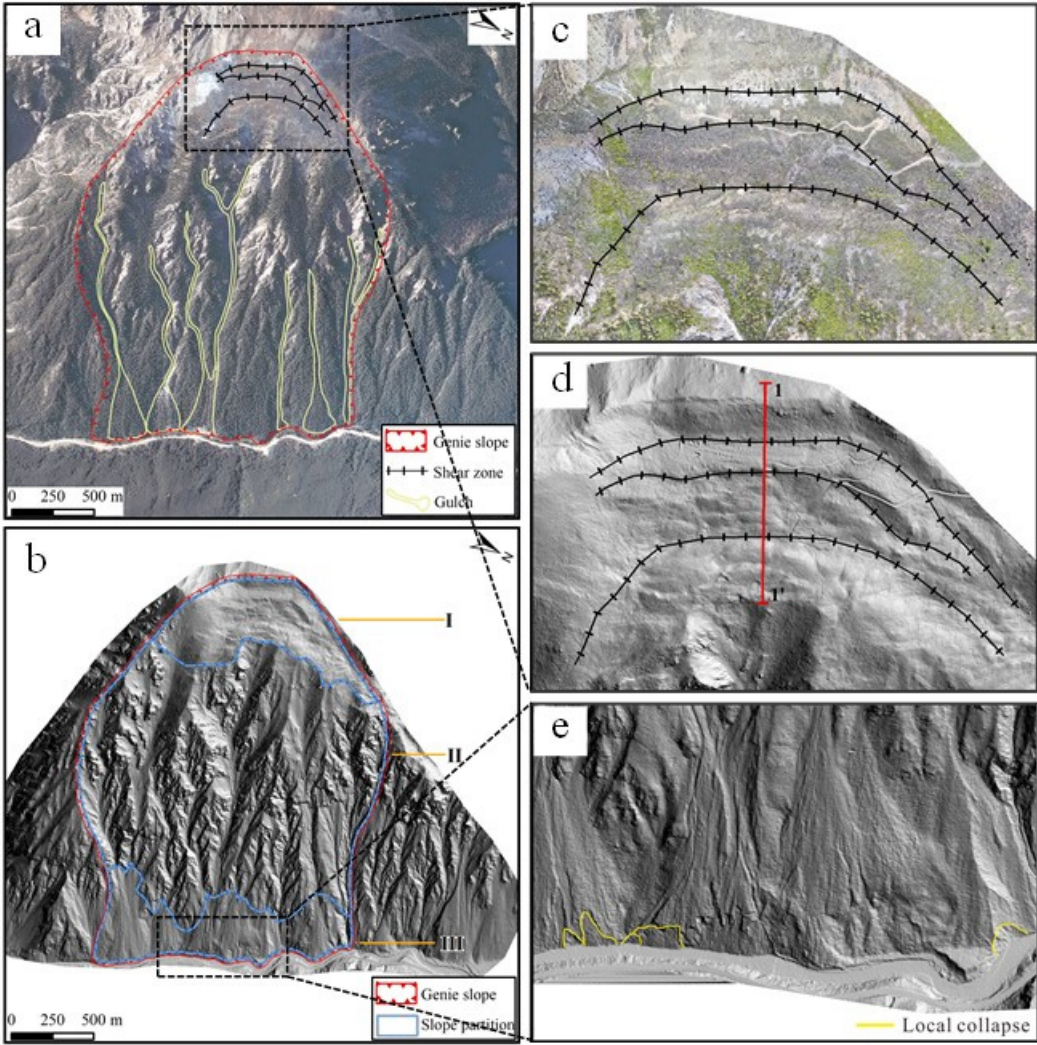 a
N
Genie slope
Shear zone
Gulch
0 250 500 m
b
N
I
II
III
Genie slope
Slope partition
0 250 500 m
c
d
1
1'
e
Local collapse